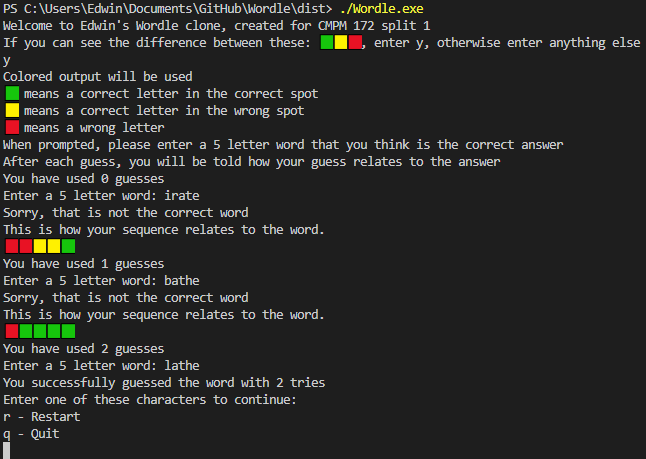 PS C:\Users\Edwin\Documents\GitHub\Wordle\dist> ./Wordle.exe
Welcome to Edwin's Wordle clone, created for CMPM 172 split 1
If you can see the difference between these: 🟩🟨🟥, enter y, otherwise enter anything else
y
Colored output will be used
🟩 means a correct letter in the correct spot
🟨 means a correct letter in the wrong spot
🟥 means a wrong letter
When prompted, please enter a 5 letter word that you think is the correct answer
After each guess, you will be told how your guess relates to the answer
You have used 0 guesses
Enter a 5 letter word: irate
Sorry, that is not the correct word
This is how your sequence relates to the word.
🟥🟥🟨🟨🟩
You have used 1 guesses
Enter a 5 letter word: bathe
Sorry, that is not the correct word
This is how your sequence relates to the word.
🟥🟩🟩🟩🟩
You have used 2 guesses
Enter a 5 letter word: lathe
You successfully guessed the word with 2 tries
Enter one of these characters to continue:
r - Restart
q - Quit